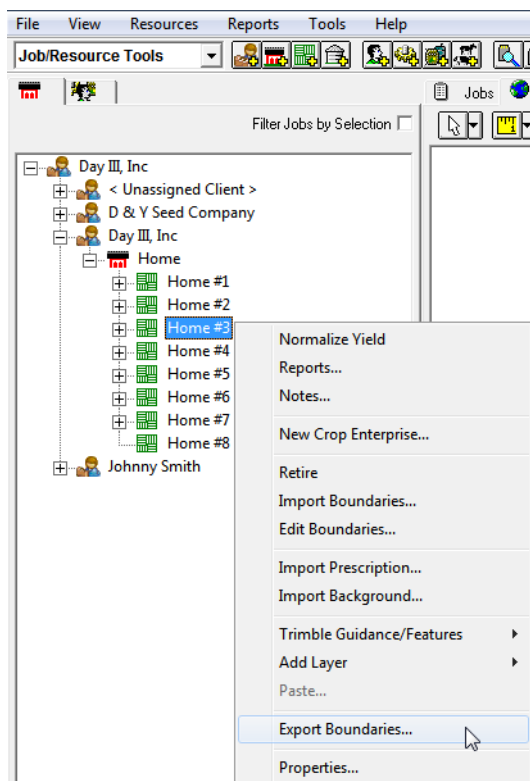 File View Resources Reports Tools Help
Job/Resource Tools
Jobs
Filter Jobs by Selection
Day III, Inc
< Unassigned Client >
D & Y Seed Company
Day III, Inc
Home
Home #1
Home #2
Home #3
Home #4
Home #5
Home #6
Home #7
Home #8
Johnny Smith
Normalize Yield
Reports...
Notes...
New Crop Enterprise...
Retire
Import Boundaries...
Edit Boundaries...
Import Prescription...
Import Background...
Trimble Guidance/Features
Add Layer
Paste...
Export Boundaries...
Properties...